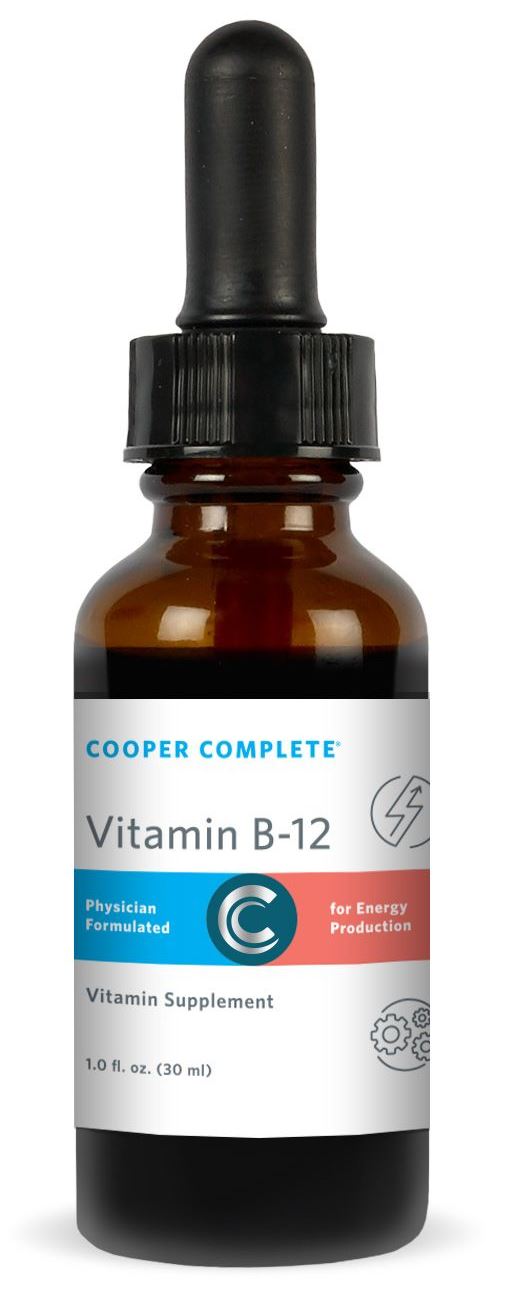 COOPER COMPLETE®
Vitamin B-12
Physician
Formulated
for Energy
Production
Vitamin Supplement
1.0 fl. oz. (30 ml)